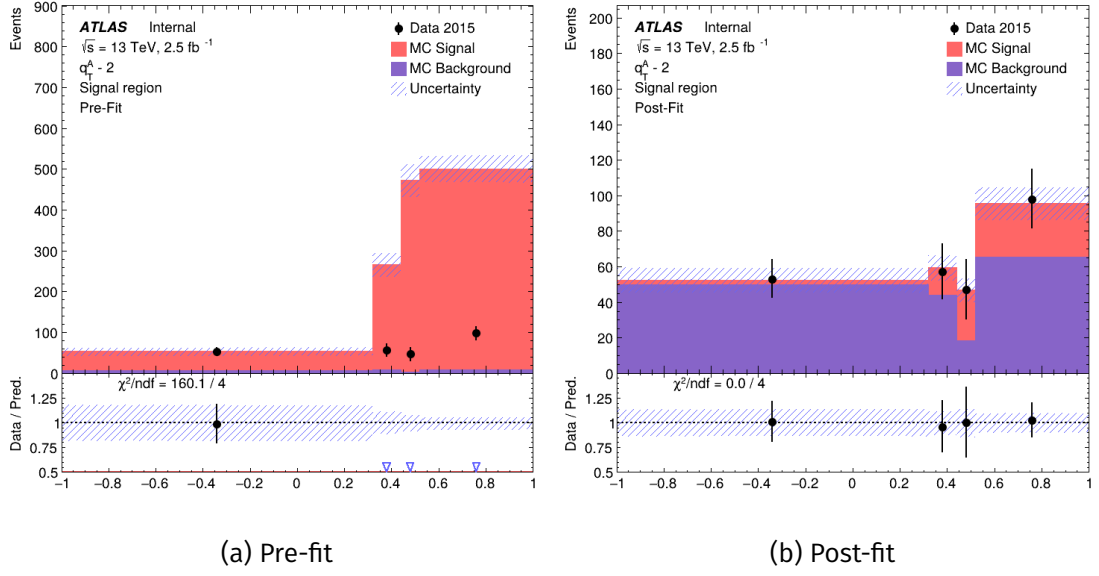 Events
900
800
700
600
500
400
300
200
100
0
ATLAS Internal
√s = 13 TeV, 2.5 fb⁻¹
q_T^A - 2
Signal region
Pre-Fit
Data 2015
MC Signal
MC Background
Uncertainty
χ²/ndf = 160.1 / 4
Data / Pred.
1.25
1
0.75
0.5
−1 −0.8 −0.6 −0.4 −0.2 0 0.2 0.4 0.6 0.8 1
(a) Pre-fit
Events
200
180
160
140
120
100
80
60
40
20
0
ATLAS Internal
√s = 13 TeV, 2.5 fb⁻¹
q_T^A - 2
Signal region
Post-Fit
Data 2015
MC Signal
MC Background
Uncertainty
χ²/ndf = 0.0 / 4
Data / Pred.
1.25
1
0.75
0.5
−1 −0.8 −0.6 −0.4 −0.2 0 0.2 0.4 0.6 0.8 1
(b) Post-fit